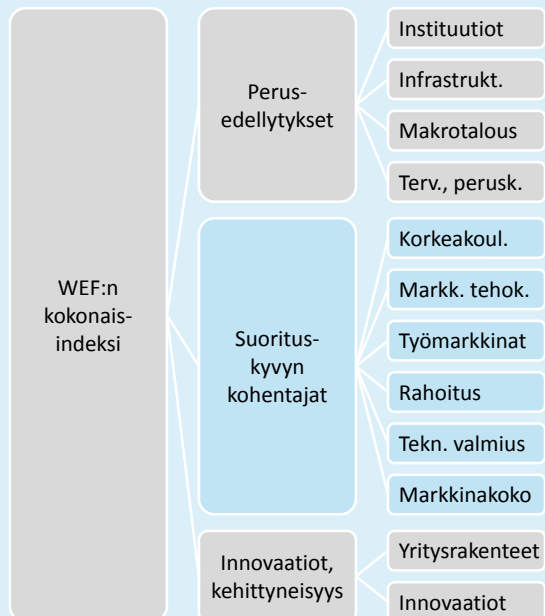 WEF:n
kokonais-
indeksi
Perus-
edellytykset
Instituutiot
Infrastrukt.
Makrotalous
Terv., perusk.
Suoritus-
kyvyn
kohentajat
Korkeakoul.
Markk. tehok.
Työmarkkinat
Rahoitus
Tekn. valmius
Markkinakoko
Innovaatiot,
kehittyneisyys
Yritysrakenteet
Innovaatiot